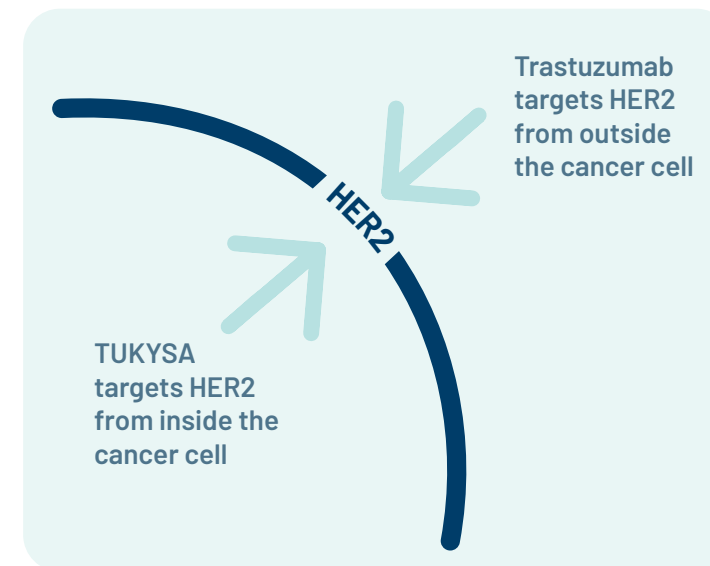 Trastuzumab
targets HER2
from outside
the cancer cell
HER2
TUKYSA
targets HER2
from inside the
cancer cell